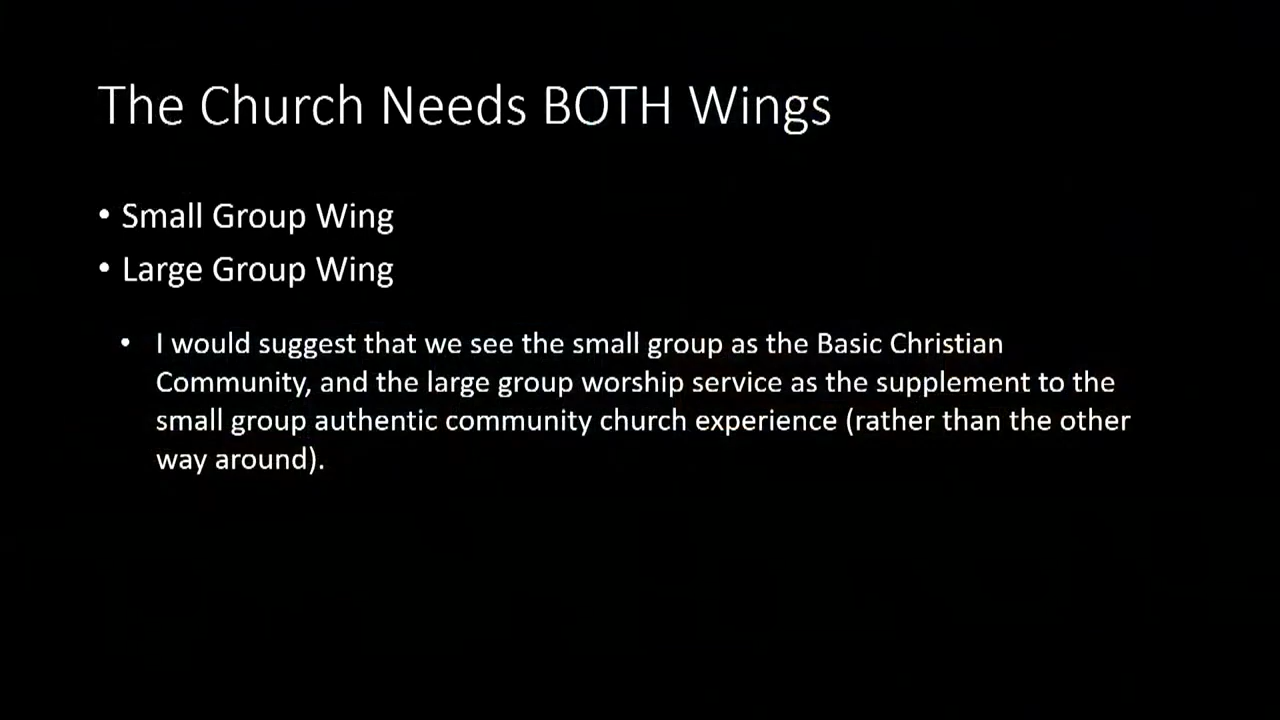 The Church Needs BOTH Wings
• Small Group Wing
• Large Group Wing
• I would suggest that we see the small group as the Basic Christian
Community, and the large group worship service as the supplement to the
small group authentic community church experience (rather than the other
way around).